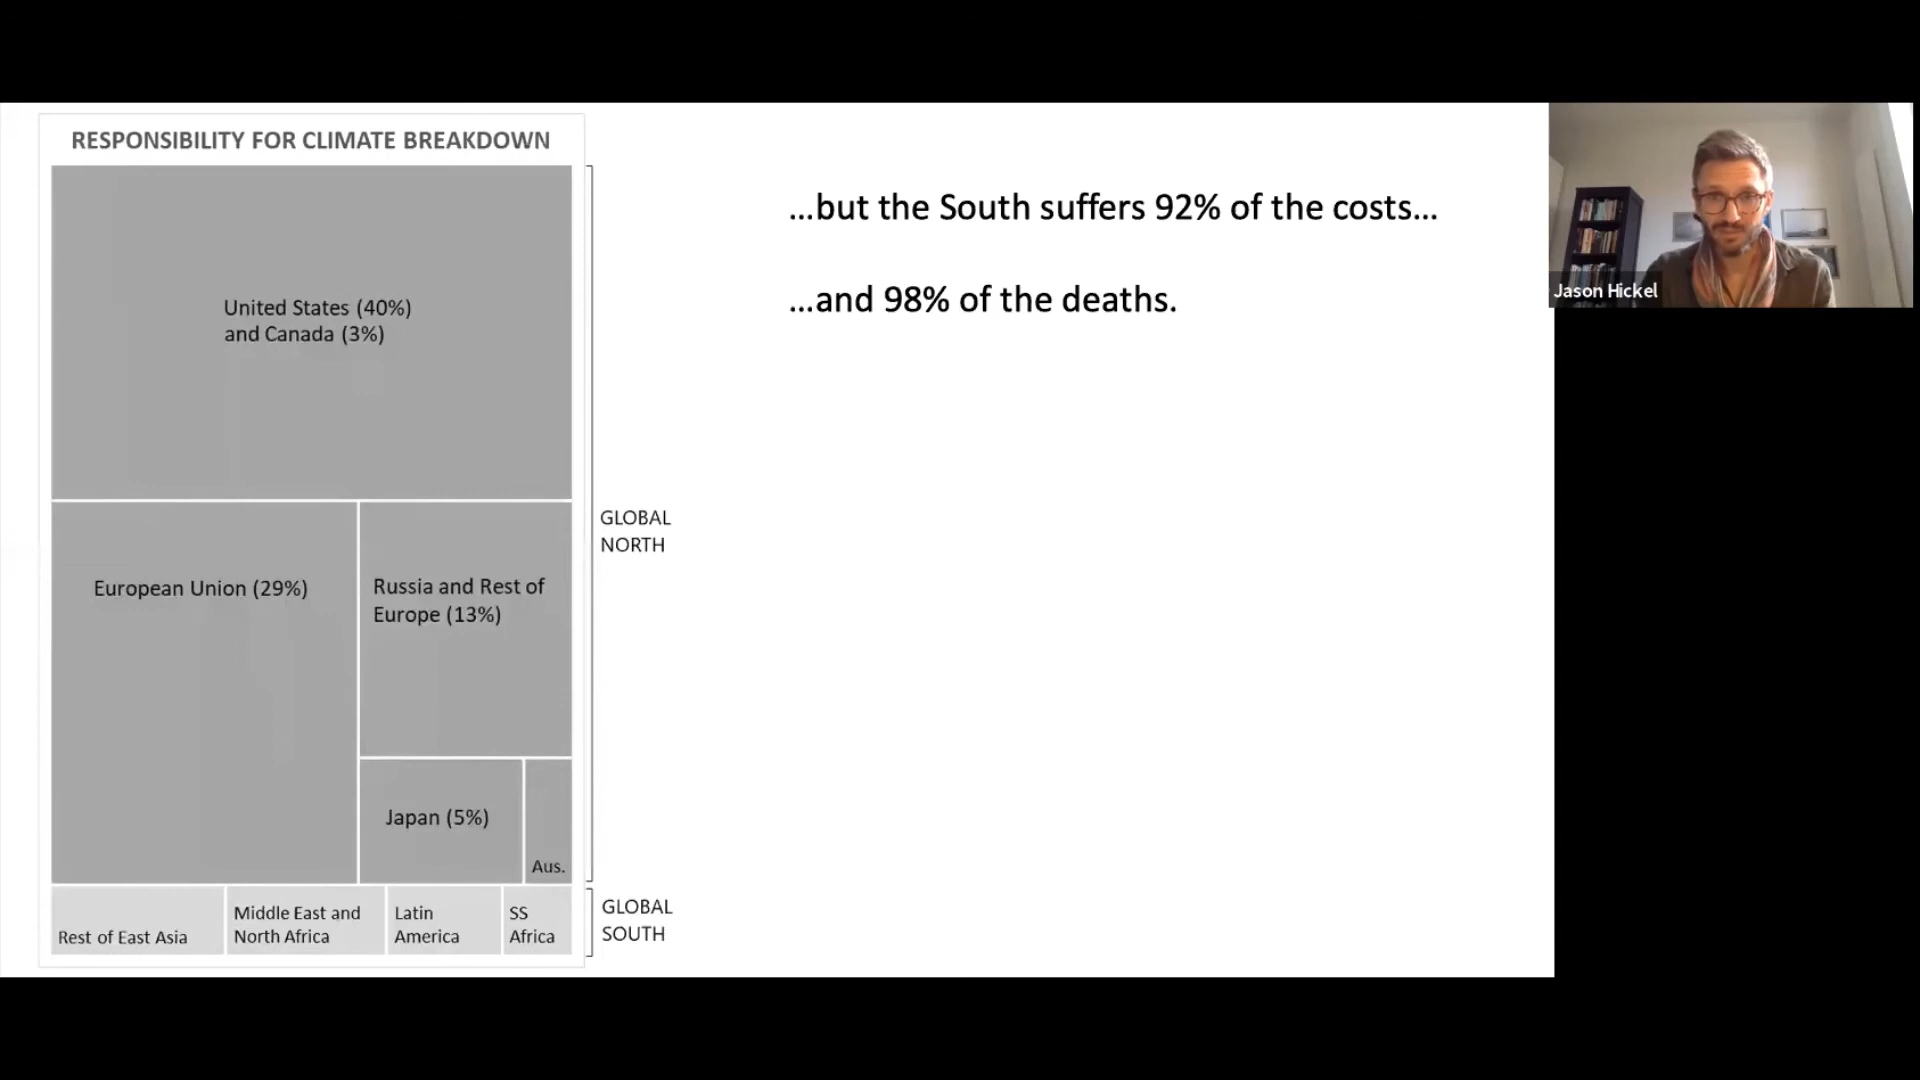 RESPONSIBILITY FOR CLIMATE BREAKDOWN
United States (40%)
and Canada (3%)
European Union (29%)
Russia and Rest of
Europe (13%)
Japan (5%)
Aus.
GLOBAL
NORTH
Rest of East Asia
Middle East and
North Africa
Latin
America
SS
Africa
GLOBAL
SOUTH
...but the South suffers 92% of the costs...
...and 98% of the deaths.
Jason Hickel